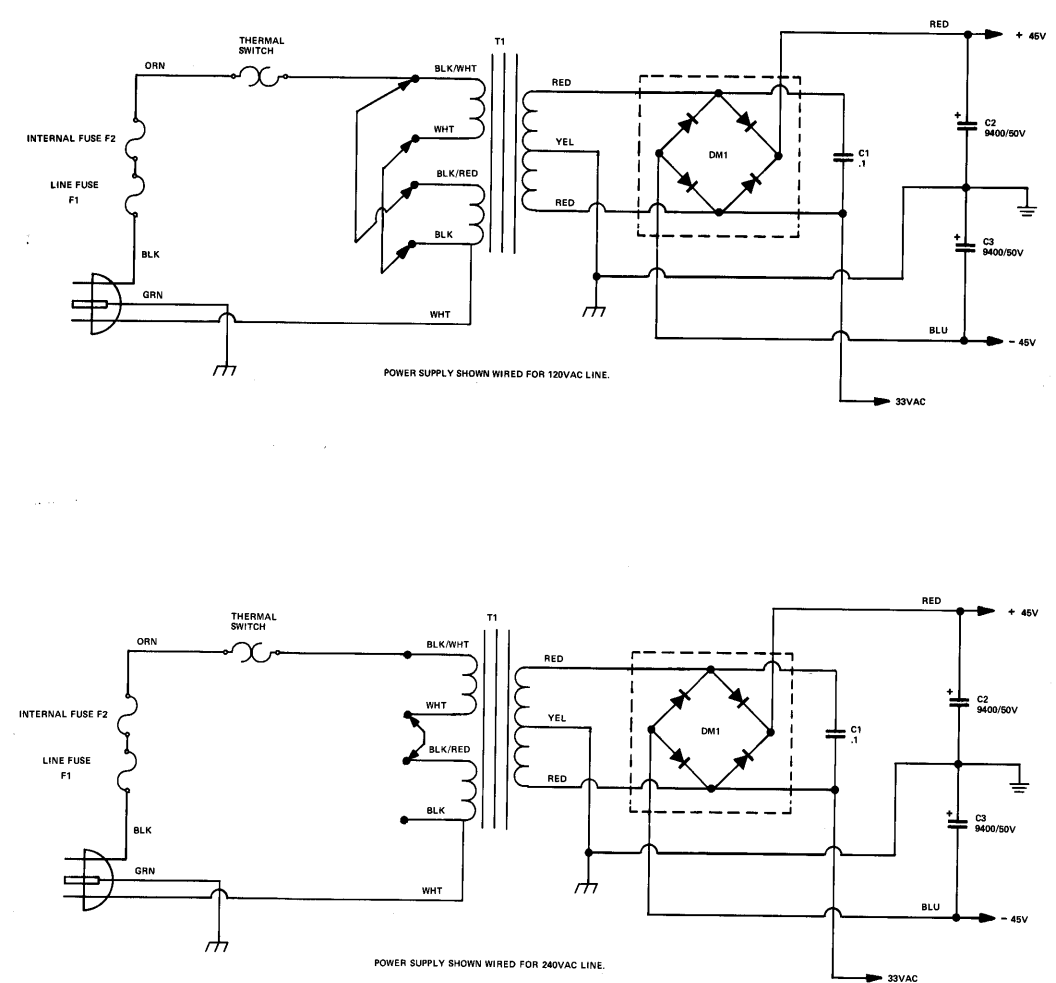 RED
+ 45V
THERMAL
SWITCH
T1
ORN
BLK/WHT
RED
INTERNAL FUSE F2
WHT
YEL
DM1
C1
.1
+
C2
9400/50V
LINE FUSE
F1
BLK/RED
RED
BLK
BLK
+
C3
9400/50V
GRN
WHT
BLU
- 45V
POWER SUPPLY SHOWN WIRED FOR 120VAC LINE.
33VAC
RED
+ 45V
THERMAL
SWITCH
T1
ORN
BLK/WHT
RED
INTERNAL FUSE F2
WHT
YEL
DM1
C1
.1
+
C2
9400/50V
LINE FUSE
F1
BLK/RED
RED
BLK
BLK
+
C3
9400/50V
GRN
WHT
BLU
- 45V
POWER SUPPLY SHOWN WIRED FOR 240VAC LINE.
33VAC